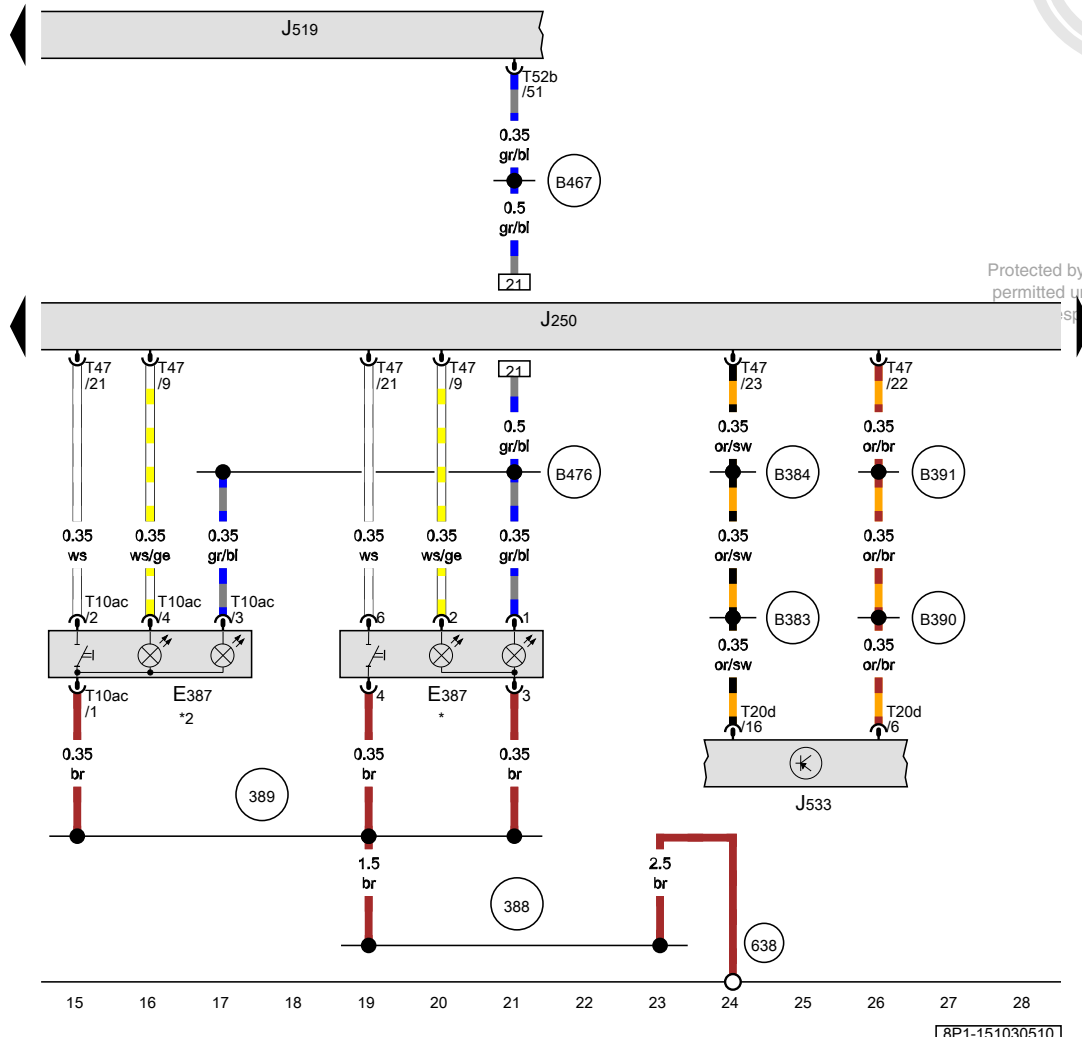 J519
T52b
/51
0.35
gr/bl
B467
0.5
gr/bl
21
Protected by
permitted
J250
T47
/21
T47
/9
T47
/21
T47
/9
21
T47
/23
T47
/22
0.5
gr/bl
0.35
or/sw
0.35
or/br
B476
B384
B391
0.35
ws
0.35
ws/ge
0.35
gr/bl
0.35
ws
0.35
ws/ge
0.35
gr/bl
0.35
or/sw
0.35
or/br
T10ac
/2
T10ac
/4
T10ac
/3
6
2
1
B383
B390
0.35
or/sw
0.35
or/br
T10ac
/1
E387
*2
4
E387
*
3
T20d
/16
T20d
/6
0.35
br
0.35
br
0.35
br
J533
389
1.5
br
2.5
br
388
638
15 16 17 18 19 20 21 22 23 24 25 26 27 28
8P1-151030510